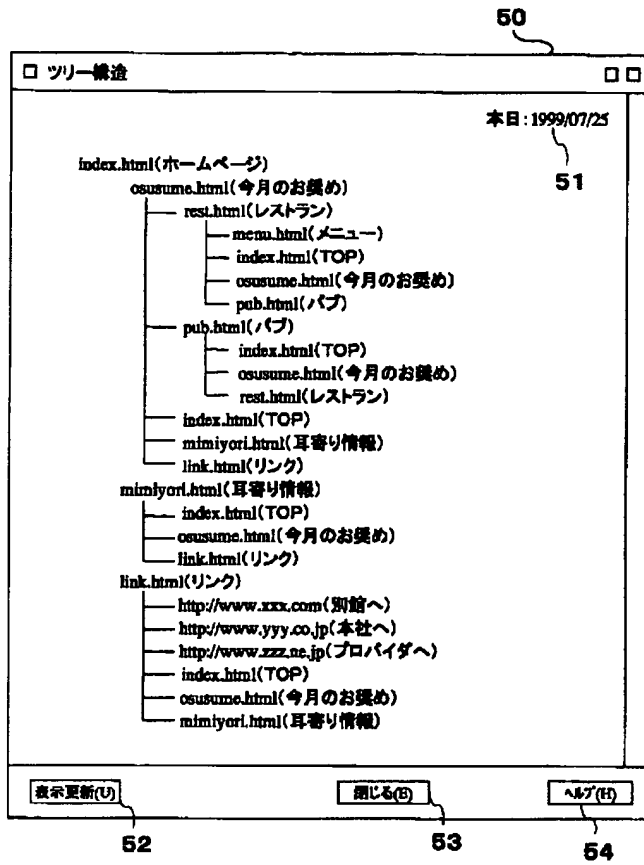 50
ツリー構造
本日:1999/07/25
51
index.html(ホームページ)
osusume.html(今月のお奨め)
rest.html(レストラン)
menu.html(メニュー)
index.html(TOP)
osusume.html(今月のお奨め)
pub.html(パブ)
pub.html(パブ)
index.html(TOP)
osusume.html(今月のお奨め)
rest.html(レストラン)
index.html(TOP)
mimiyori.html(耳寄り情報)
link.html(リンク)
mimiyori.html(耳寄り情報)
index.html(TOP)
osusume.html(今月のお奨め)
link.html(リンク)
link.html(リンク)
http://www.xxx.com(別館へ)
http://www.yyy.co.jp(本社へ)
http://www.zzz.ne.jp(プロバイダへ)
index.html(TOP)
osusume.html(今月のお奨め)
mimiyori.html(耳寄り情報)
表示更新(U) 閉じる(E) ヘルプ(H)
52 53 54